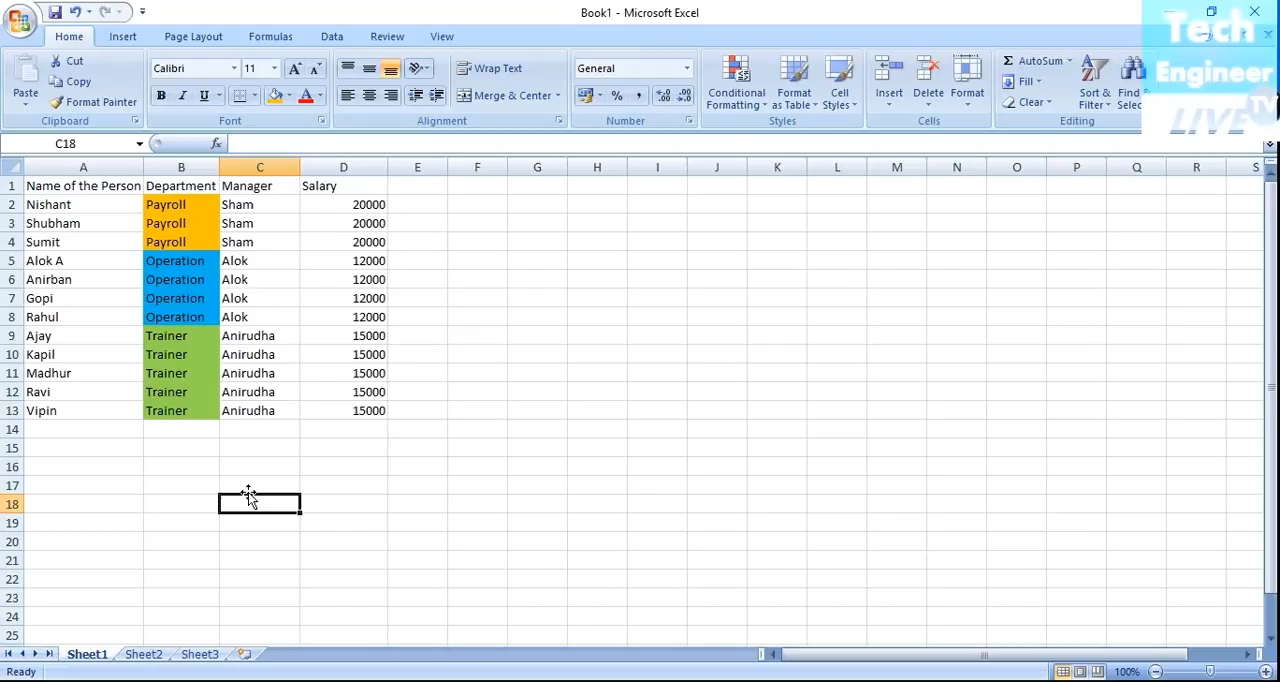 Book1 - Microsoft Excel
Tech
Engineer
LIVE TV
Home Insert Page Layout Formulas Data Review View
Paste
Cut
Copy
Format Painter
Clipboard
Calibri 11
B I U
Font
Wrap Text
Merge & Center
Alignment
General
%
Number
Conditional Formatting
Format as Table
Cell Styles
Styles
Insert Delete Format
Cells
Σ AutoSum
Fill
Clear
Sort & Filter
Find &
Editing
C18 fx
A B C D E F G H I J K L M N O P Q R S
1 Name of the Person Department Manager Salary
2 Nishant Payroll Sham 20000
3 Shubham Payroll Sham 20000
4 Sumit Payroll Sham 20000
5 Alok A Operation Alok 12000
6 Anirban Operation Alok 12000
7 Gopi Operation Alok 12000
8 Rahul Operation Alok 12000
9 Ajay Trainer Anirudha 15000
10 Kapil Trainer Anirudha 15000
11 Madhur Trainer Anirudha 15000
12 Ravi Trainer Anirudha 15000
13 Vipin Trainer Anirudha 15000
14
15
16
17
18
19
20
21
22
23
24
25
Sheet1 Sheet2 Sheet3
Ready 100%